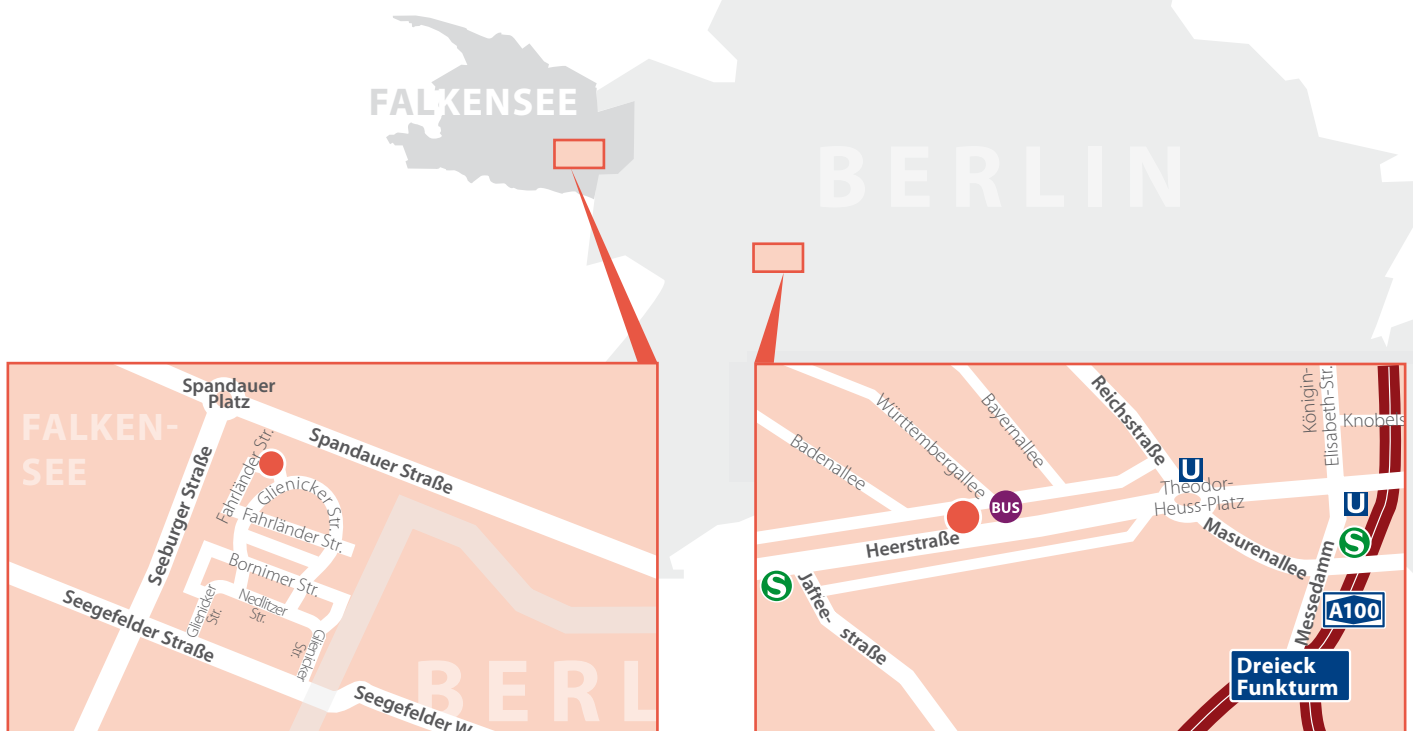 FALKENSEE
BERLIN
Spandauer
Platz
FALKEN-
SEE
Spandauer Straße
Seeburger Straße
Fahrländer Str.
Glienicker Str.
Fahrländer Str.
Bornimer Str.
Nedlitzer
Str.
Glienicker
Str.
Glienicker
Str.
Seegefelder Straße
BERL
Seegefelder W
Badenallee
Württembergallee
Bayernallee
Reichsstraße
Königin-
Elisabeth-Str.
Knobels
U
Theodor-
Heuss-Platz
BUS
U
S
Heerstraße
Masurenallee
S
Jaffee-
straße
Messedamm
A100
Dreieck
Funkturm